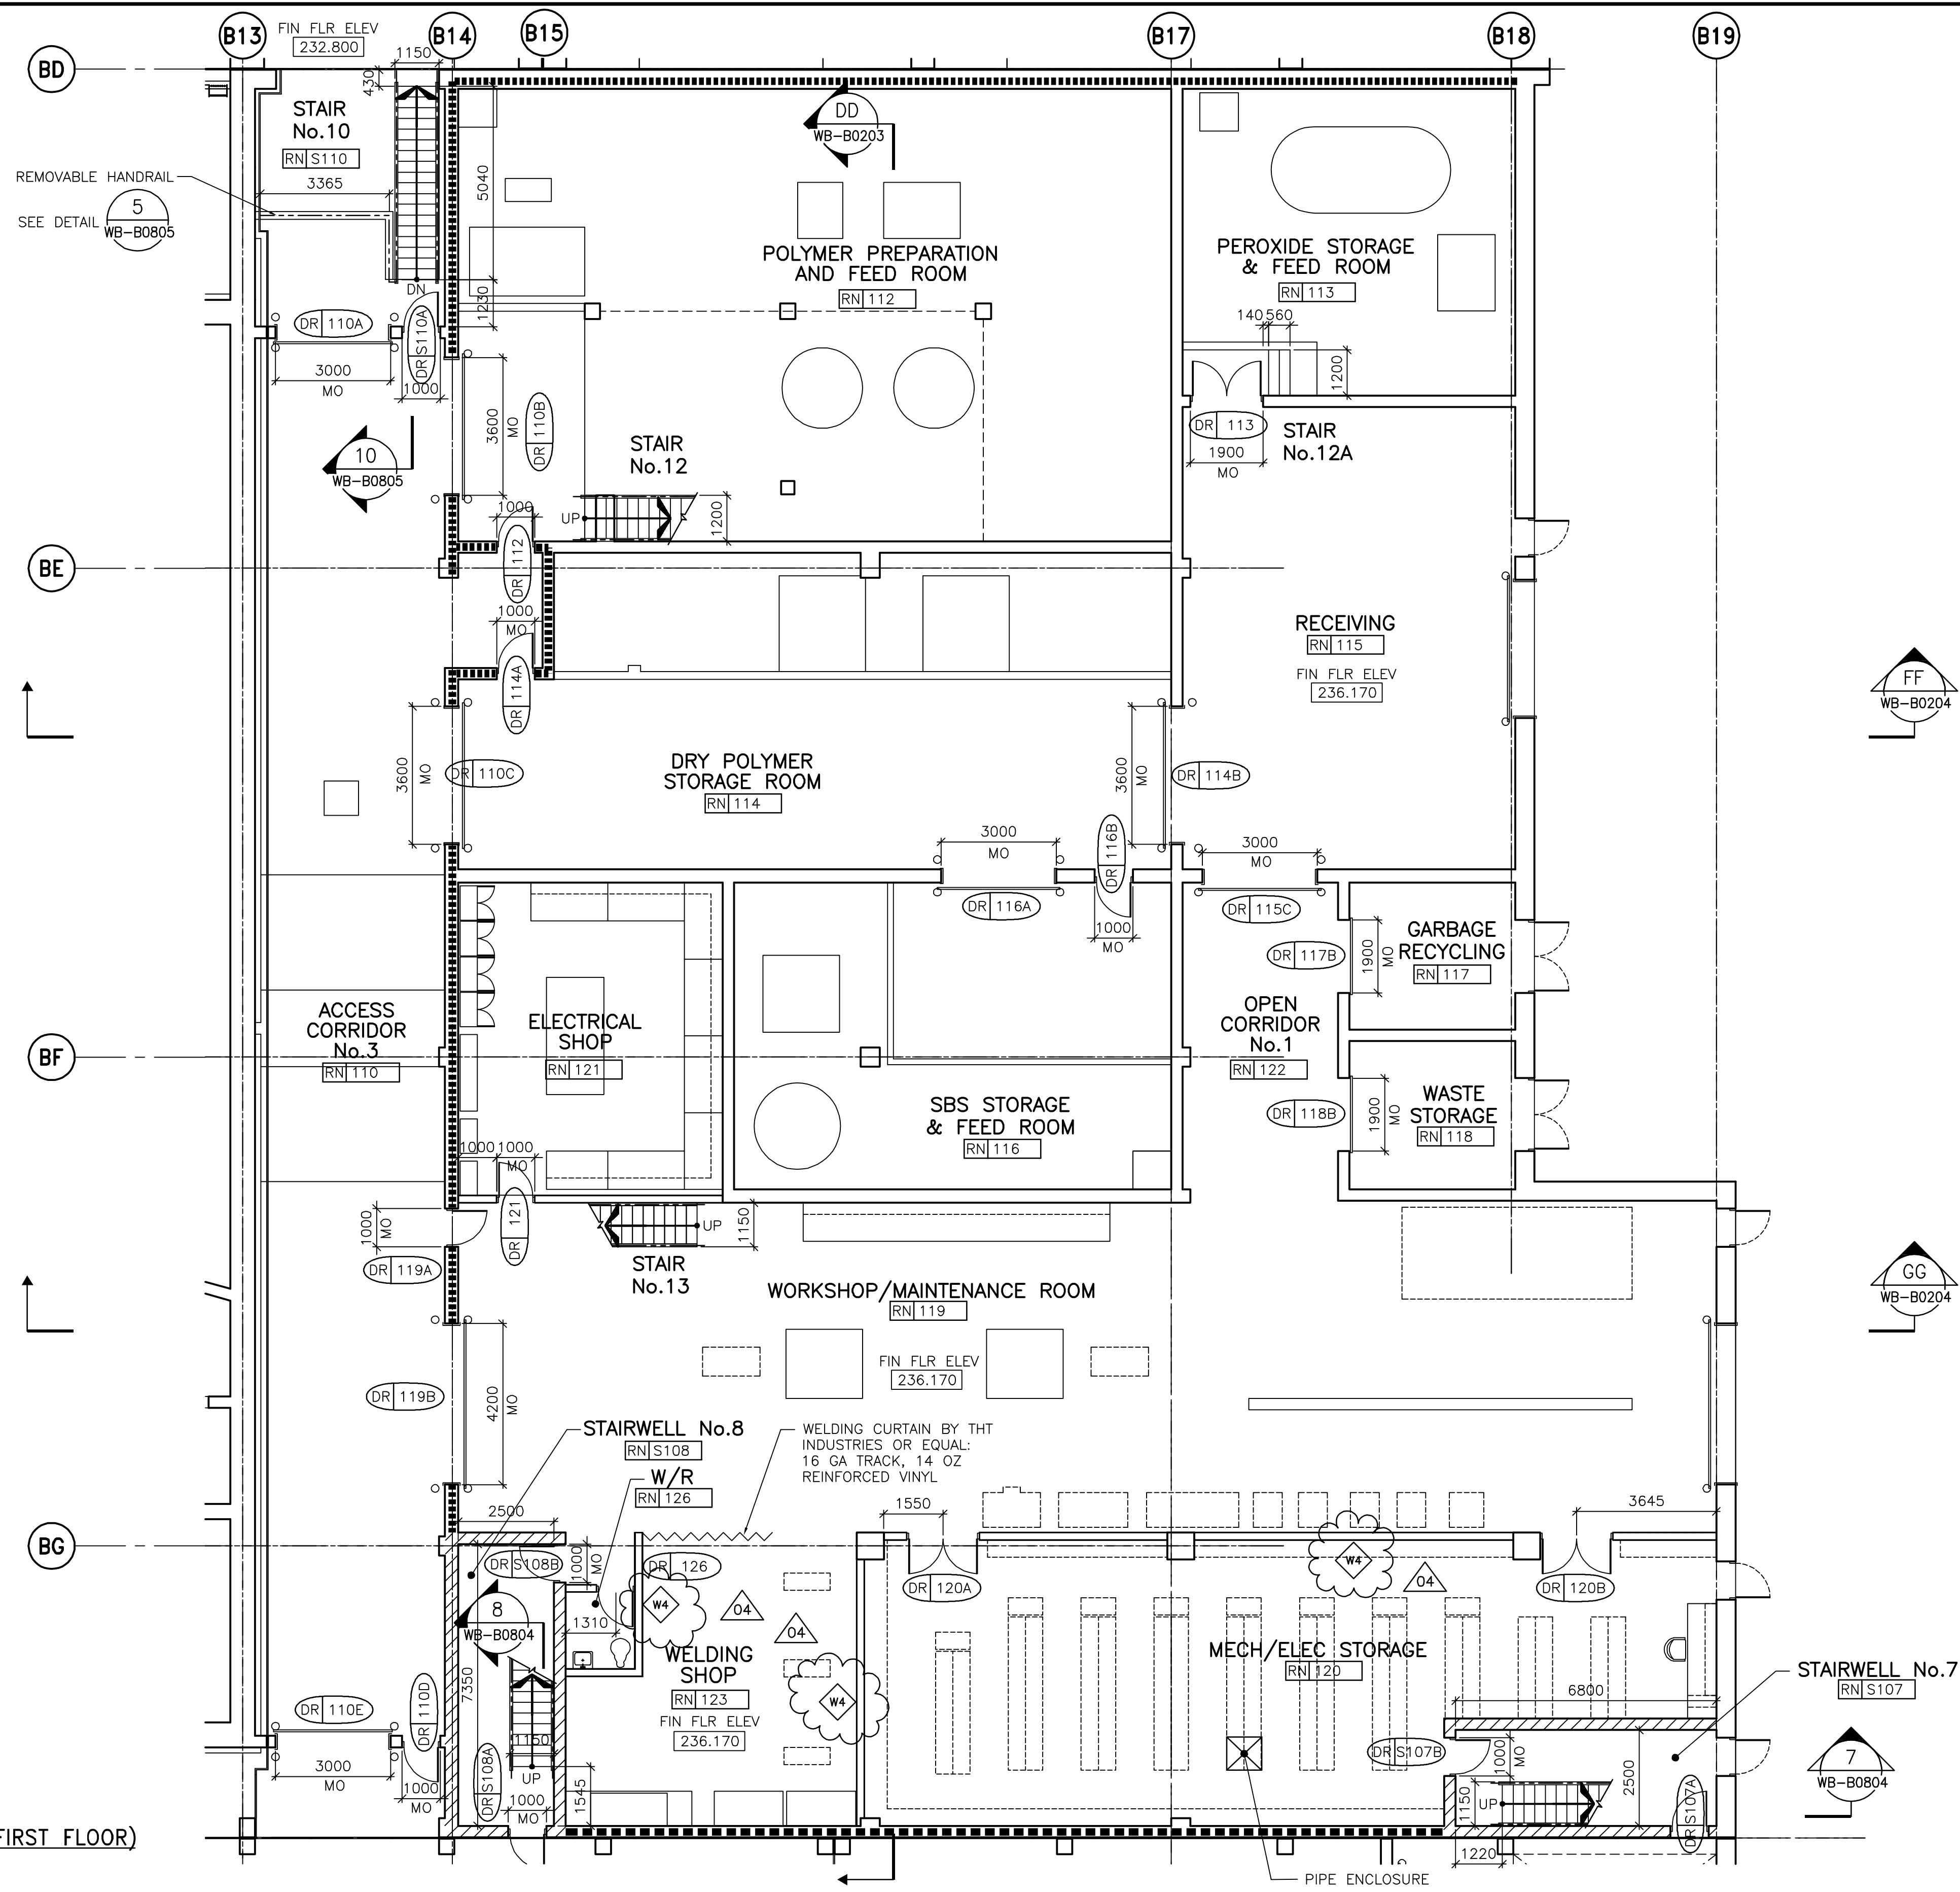 B13
FIN FLR ELEV
232.800
B14
B15
B17
B18
B19
BD
1150
430
STAIR
No.10
RN S110
REMOVABLE HANDRAIL
3365
SEE DETAIL
5
WB-B0805
5040
DN
1230
DR 110A
DR S110A
3000
MO
1000
DD
WB-B0203
POLYMER PREPARATION
AND FEED ROOM
RN 112
PEROXIDE STORAGE
& FEED ROOM
RN 113
140
560
1200
DR 113
1900
MO
STAIR
No.12A
10
WB-B0805
3600
MO
DR 110B
STAIR
No.12
UP
1200
1000
DR 112
BE
1000
MO
DR 114A
RECEIVING
RN 115
FIN FLR ELEV
236.170
FF
WB-B0204
3600
MO
DR 110C
DRY POLYMER
STORAGE ROOM
RN 114
3600
MO
DR 114B
3000
MO
DR 116B
3000
MO
DR 116A
1000
MO
DR 115C
GARBAGE
RECYCLING
RN 117
DR 117B
1900
MO
ACCESS
CORRIDOR
No.3
RN 110
ELECTRICAL
SHOP
RN 121
OPEN
CORRIDOR
No.1
RN 122
BF
SBS STORAGE
& FEED ROOM
RN 116
DR 118B
1900
MO
WASTE
STORAGE
RN 118
1000
1000
MO
DR 121
1000
MO
DR 119A
UP
1150
STAIR
No.13
WORKSHOP/MAINTENANCE ROOM
RN 119
FIN FLR ELEV
236.170
GG
WB-B0204
DR 119B
4200
MO
STAIRWELL No.8
RN S108
W/R
RN 126
WELDING CURTAIN BY THT
INDUSTRIES OR EQUAL:
16 GA TRACK, 14 OZ
REINFORCED VINYL
2500
1550
3645
BG
DR S108B
1000
MO
DR 126
W4
04
04
DR 120A
W4
04
DR 120B
8
WB-B0804
1310
WELDING
SHOP
RN 123
FIN FLR ELEV
236.170
W4
MECH/ELEC STORAGE
RN 120
STAIRWELL No.7
RN S107
6800
7350
DR 110E
DR 110D
3000
MO
1000
MO
DR S108A
1150
UP
1000
MO
1545
DR S107B
1000
MO
2500
1150
UP
DR S107A
7
WB-B0804
1220
FIRST FLOOR)
PIPE ENCLOSURE